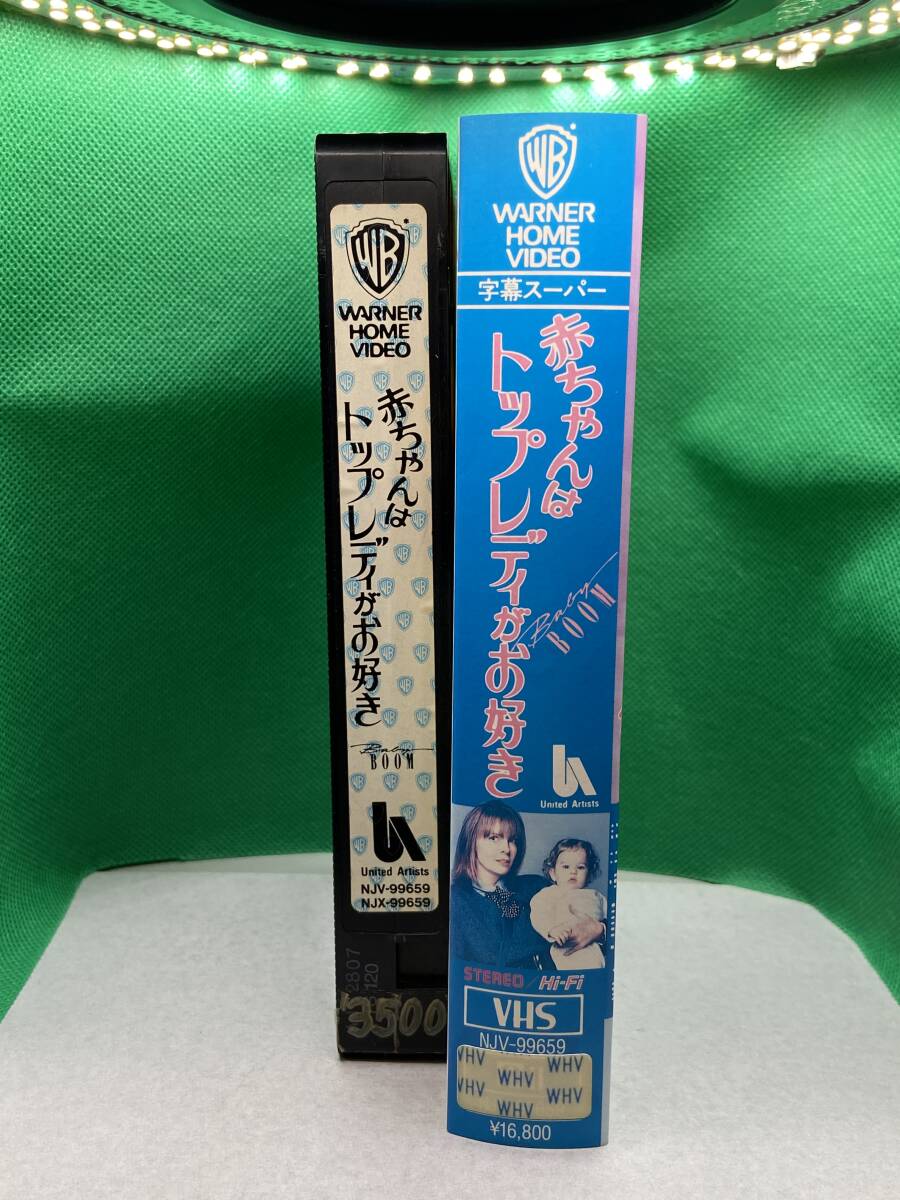 WB
WARNER
HOME
VIDEO
赤ちゃんは
トップレディがお好き
Baby
BOOM
United Artists
NJV-99659
NJX-99659
2807
120
3500
WB
WARNER
HOME
VIDEO
字幕スーパー
赤ちゃんは
トップレディがお好き
Baby
BOOM
United Artists
STEREO/Hi-Fi
VHS
NJV-99659
WHV WHV
WHV
WHV WHV
WHV
¥16,800